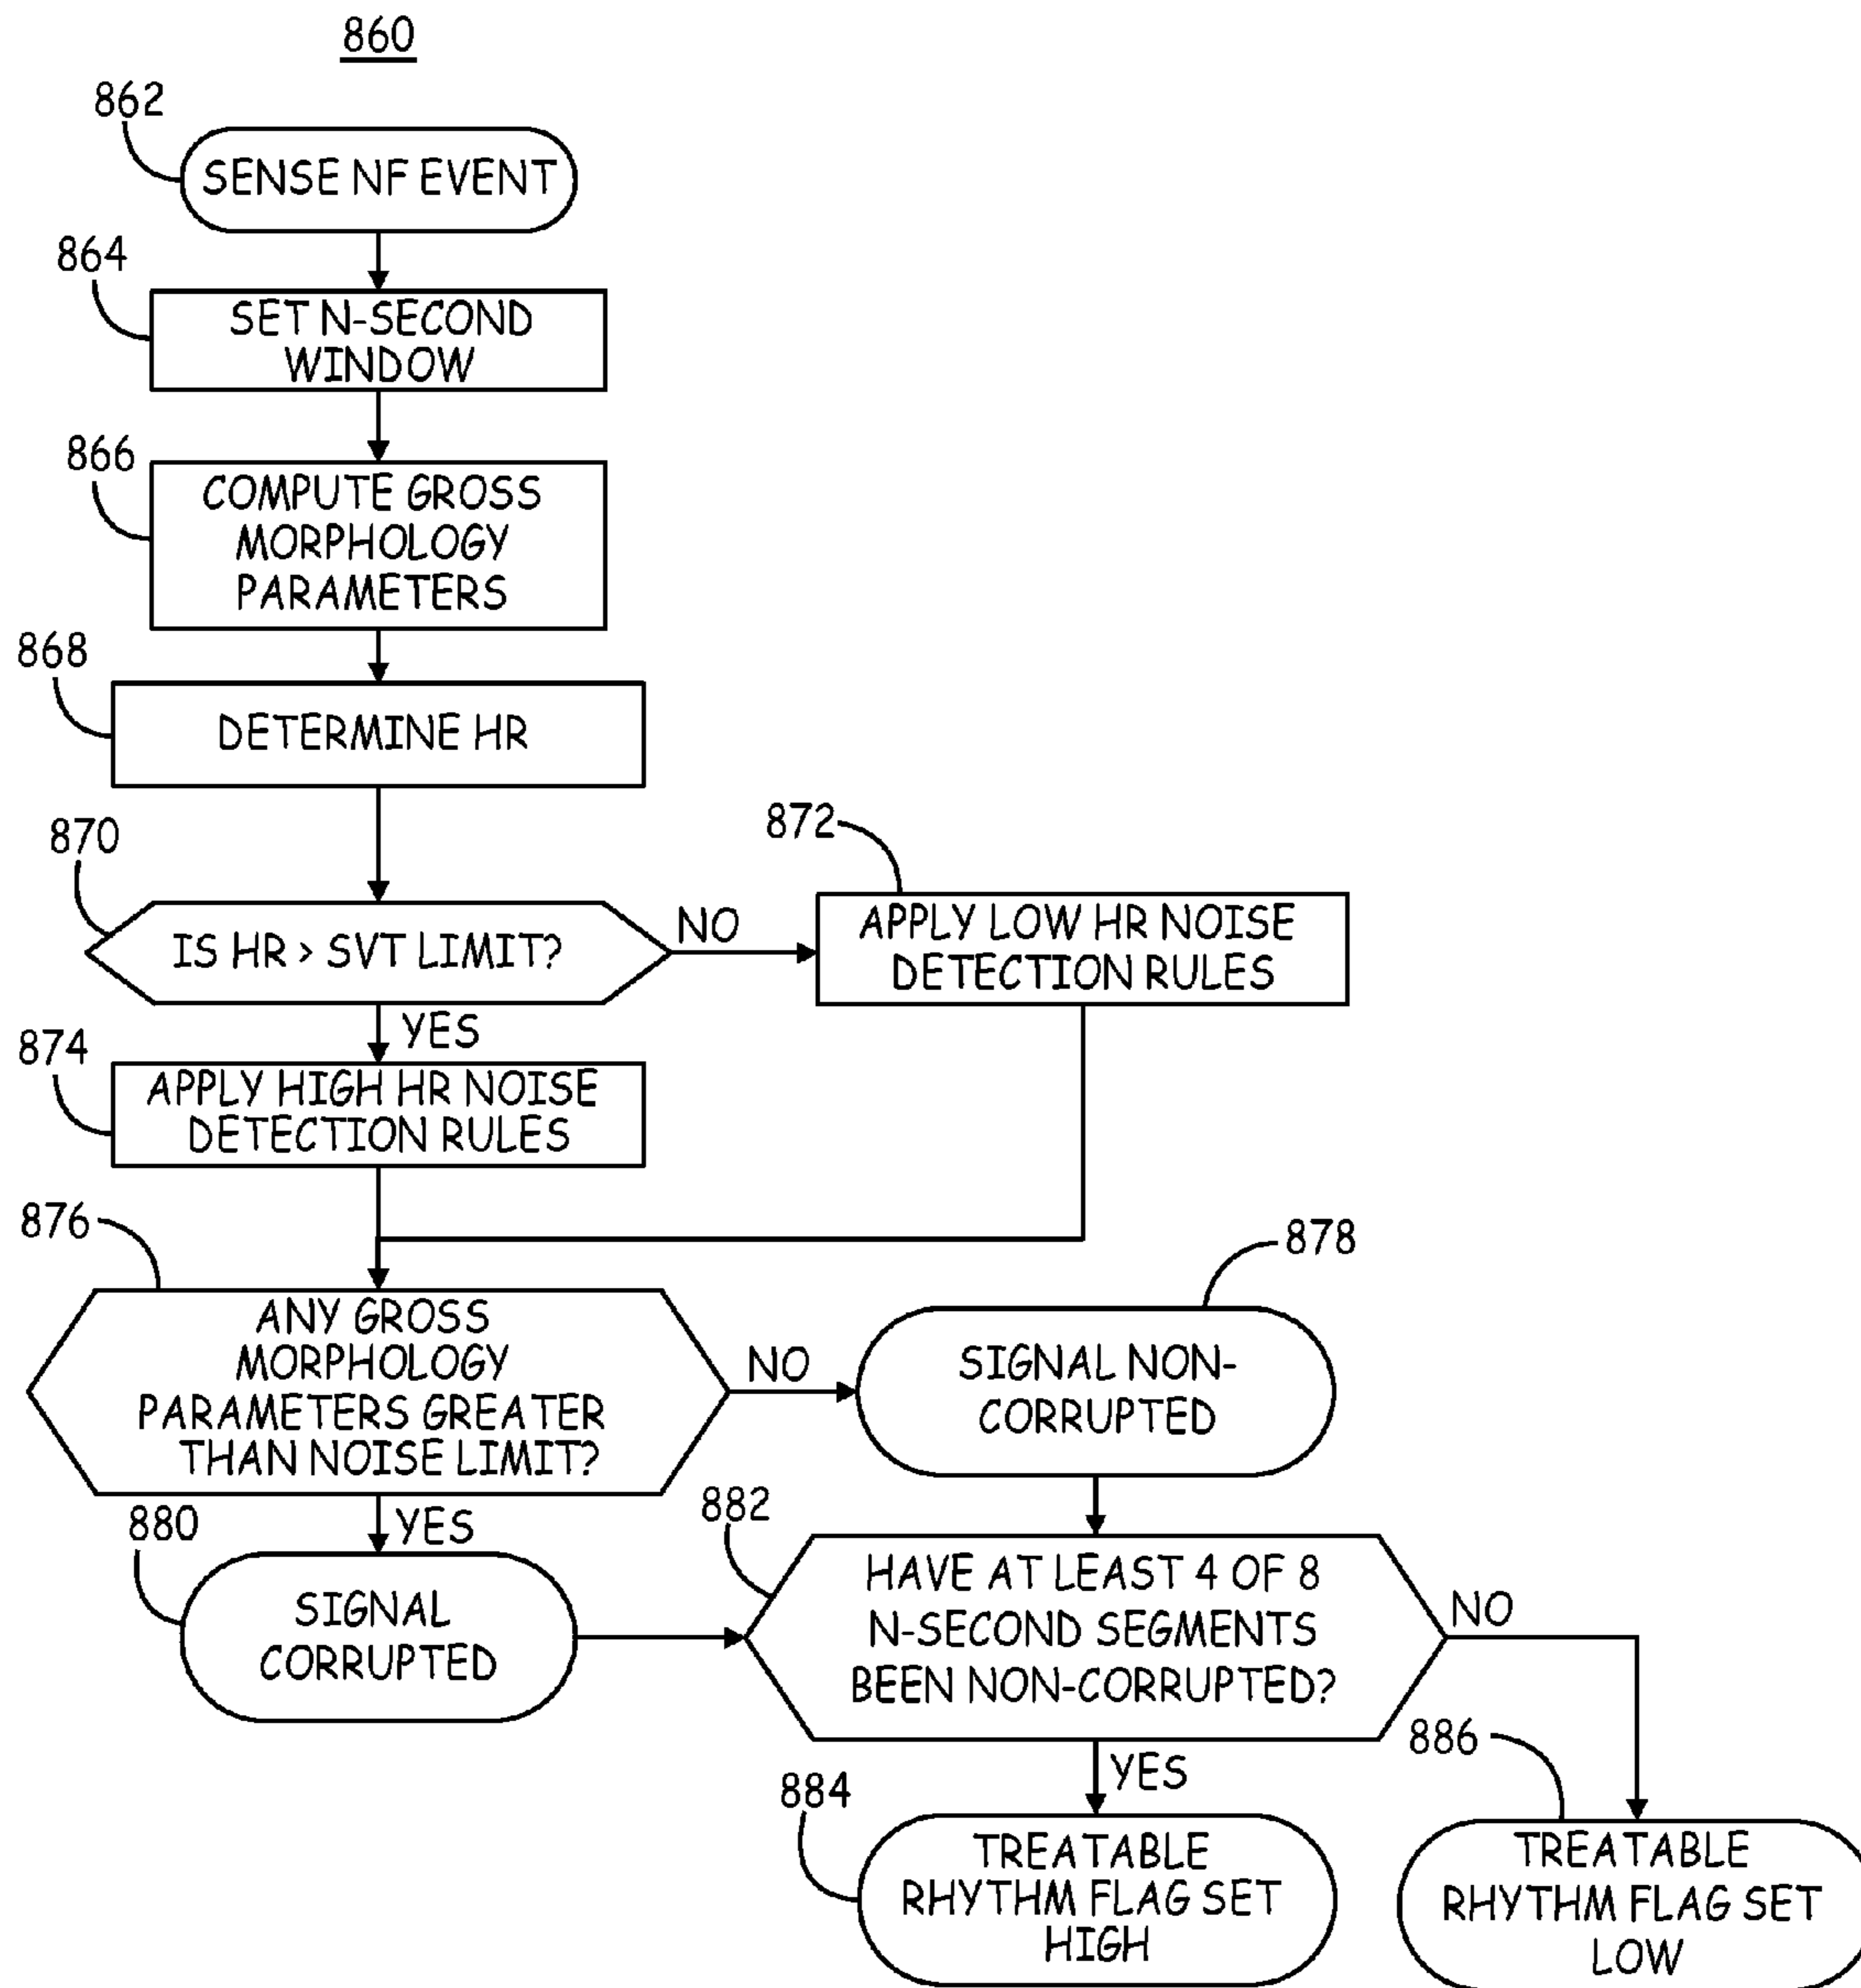 860
862
SENSE NF EVENT
864
SET N-SECOND
WINDOW
866
COMPUTE GROSS
MORPHOLOGY
PARAMETERS
868
DETERMINE HR
870
IS HR > SVT LIMIT?
NO
872
APPLY LOW HR NOISE
DETECTION RULES
YES
874
APPLY HIGH HR NOISE
DETECTION RULES
876
ANY GROSS
MORPHOLOGY
PARAMETERS GREATER
THAN NOISE LIMIT?
NO
878
SIGNAL NON-
CORRUPTED
YES
880
SIGNAL
CORRUPTED
882
HAVE AT LEAST 4 OF 8
N-SECOND SEGMENTS
BEEN NON-CORRUPTED?
NO
YES
884
TREATABLE
RHYTHM FLAG SET
HIGH
886
TREATABLE
RHYTHM FLAG SET
LOW